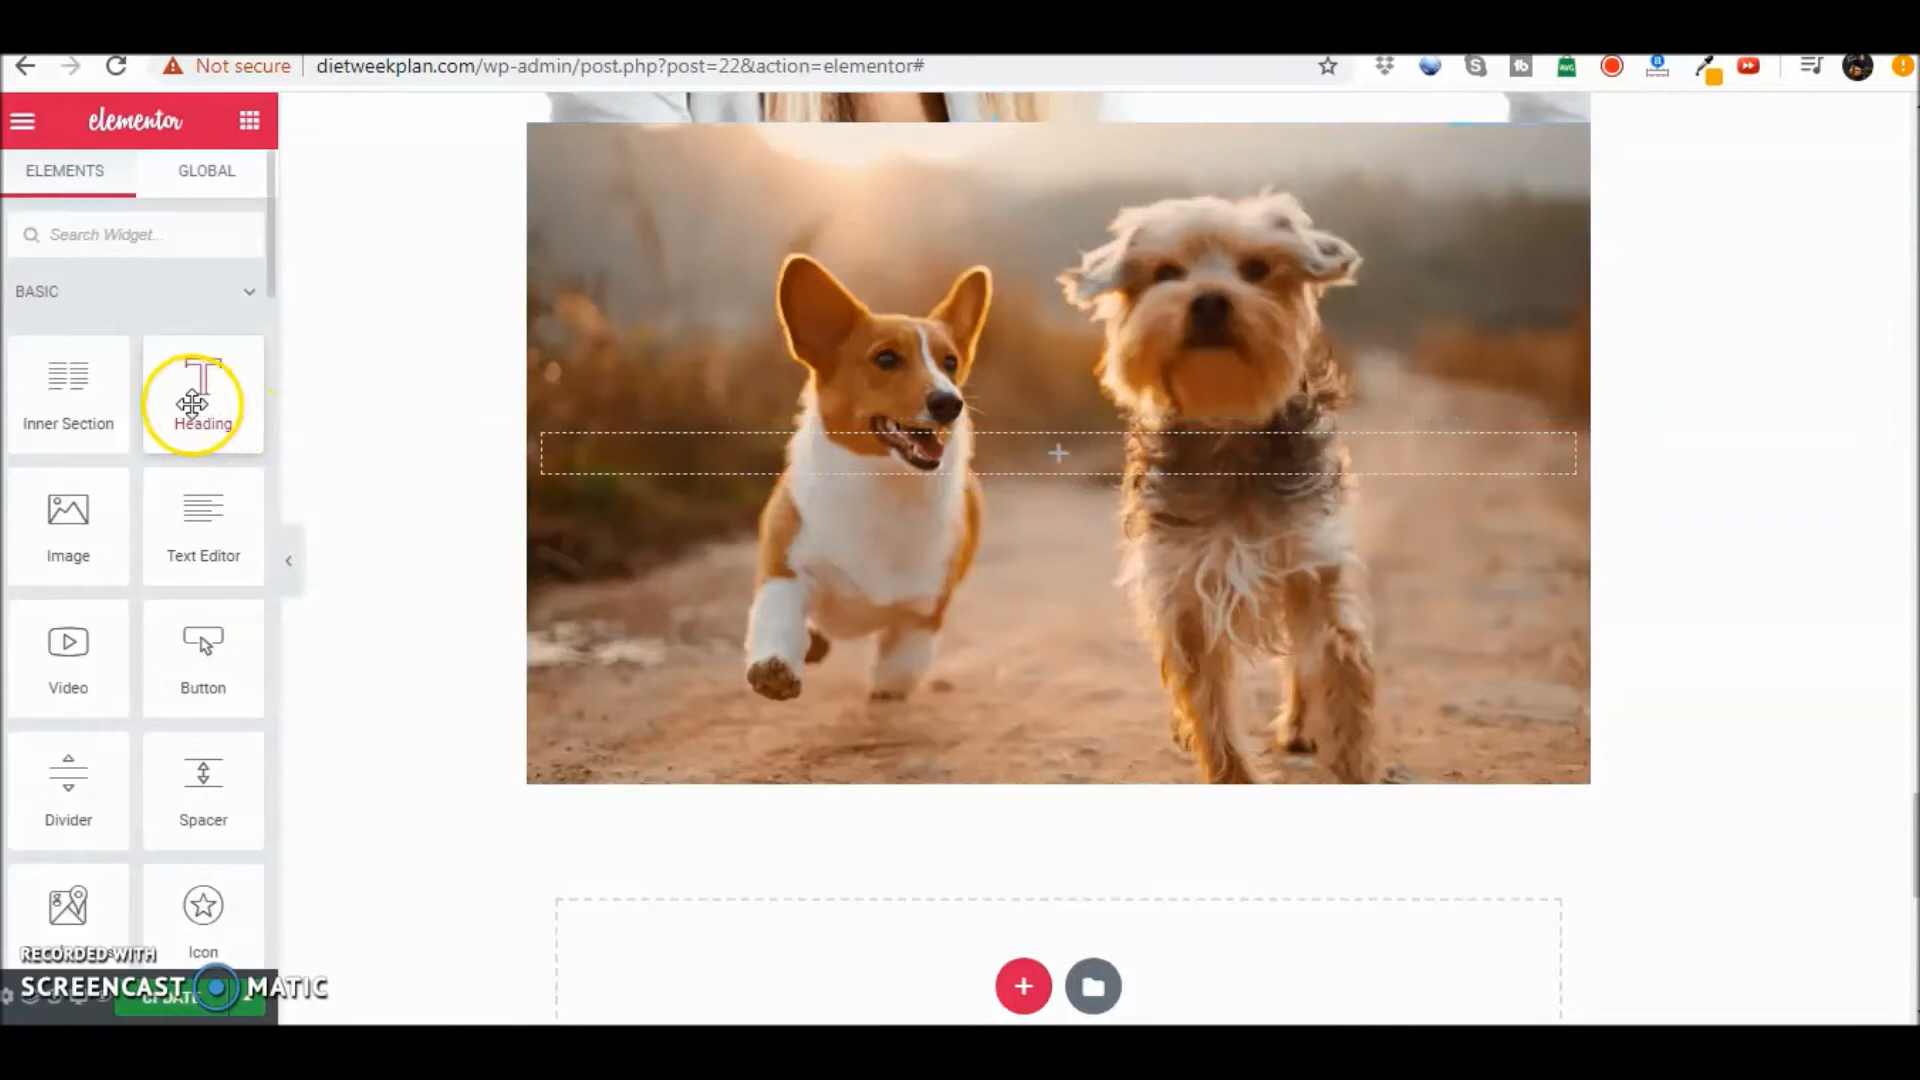 Not secure dietweekplan.com/wp-admin/post.php?post=22&action=elementor#
elementor
ELEMENTS GLOBAL
Search Widget...
BASIC
Inner Section Heading
Image Text Editor
Video Button
Divider Spacer
Icon
RECORDED WITH
SCREENCAST MATIC
UPDATE